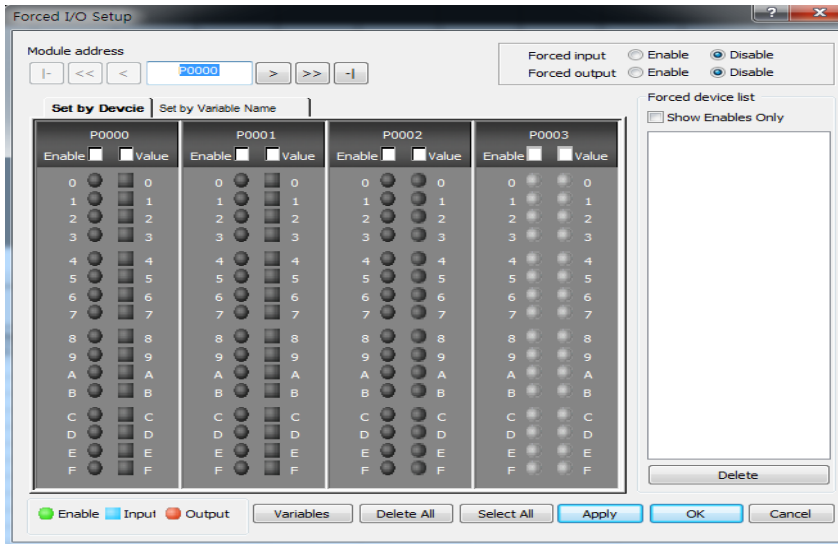 Forced I/O Setup
Module address
|- << < P0000 > >> -|
Forced input Enable Disable
Forced output Enable Disable
Set by Devcie Set by Variable Name
Forced device list
Show Enables Only
P0000 P0001 P0002 P0003
Enable Value Enable Value Enable Value Enable Value
0 0 0 0 0 0 0 0
1 1 1 1 1 1 1 1
2 2 2 2 2 2 2 2
3 3 3 3 3 3 3 3
4 4 4 4 4 4 4 4
5 5 5 5 5 5 5 5
6 6 6 6 6 6 6 6
7 7 7 7 7 7 7 7
8 8 8 8 8 8 8 8
9 9 9 9 9 9 9 9
A A A A A A A A
B B B B B B B B
C C C C C C C C
D D D D D D D D
E E E E E E E E
F F F F F F F F
Delete
Enable Input Output Variables Delete All Select All Apply OK Cancel